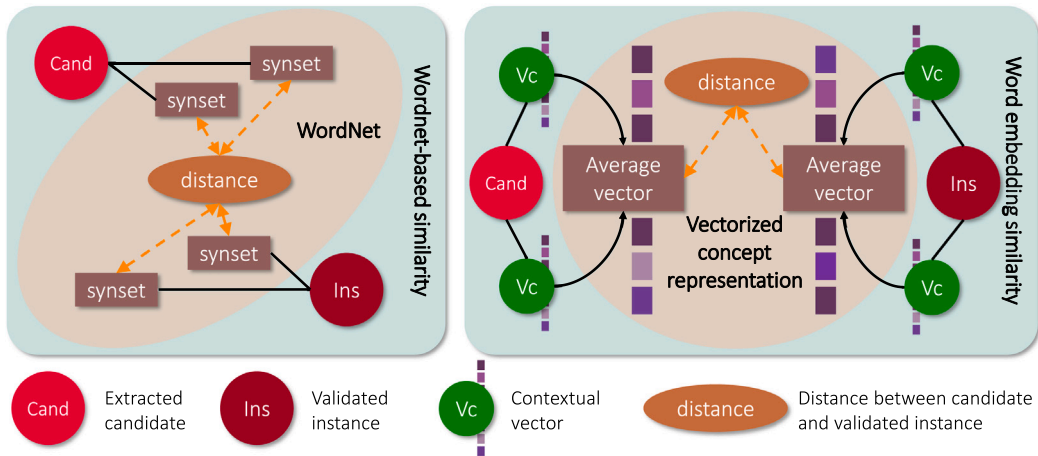 Cand
synset
synset
WordNet
distance
synset
synset
Ins
Wordnet-based similarity
Vc
Vc
distance
Cand
Average
vector
Average
vector
Ins
Vectorized
concept
representation
Vc
Vc
Word embedding similarity
Cand
Extracted
candidate
Ins
Validated
instance
Vc
Contextual
vector
distance
Distance between candidate
and validated instance